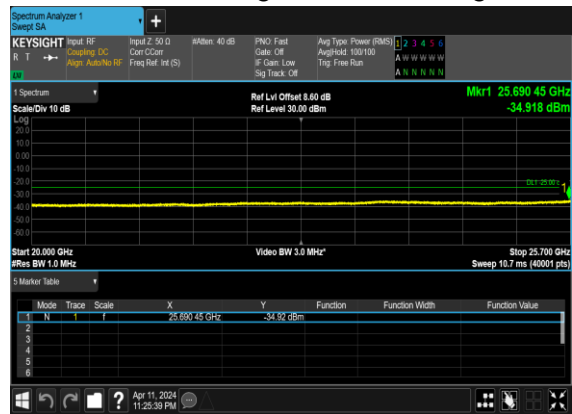 Spectrum Analyzer 1
Swept SA
+
KEYSIGHT Input: RF Input Z: 50 Ω #Atten: 40 dB PNO: Fast Avg Type: Power (RMS) 1 2 3 4 5 6
R T Coupling: DC Corr CCorr Gate: Off Avg|Hold: 100/100 A W W W W W
Align: Auto/No RF Freq Ref: Int (S) IF Gain: Low Trig: Free Run
Sig Track: Off A N N N N N
1 Spectrum
Mkr1 25.690 45 GHz
Ref Lvl Offset 8.60 dB
Scale/Div 10 dB Ref Level 30.00 dBm -34.918 dBm
Log
20.0
10.0
0.00
-10.0
-20.0
DL1 -25.00
1
-30.0
-40.0
-50.0
-60.0
Start 20.000 GHz Video BW 3.0 MHz* Stop 25.700 GHz
#Res BW 1.0 MHz Sweep 10.7 ms (40001 pts)
5 Marker Table
Mode Trace Scale X Y Function Function Width Function Value
1 N 1 f 25.690 45 GHz -34.92 dBm
2
3
4
5
6
? Apr 11, 2024
11:25:39 PM